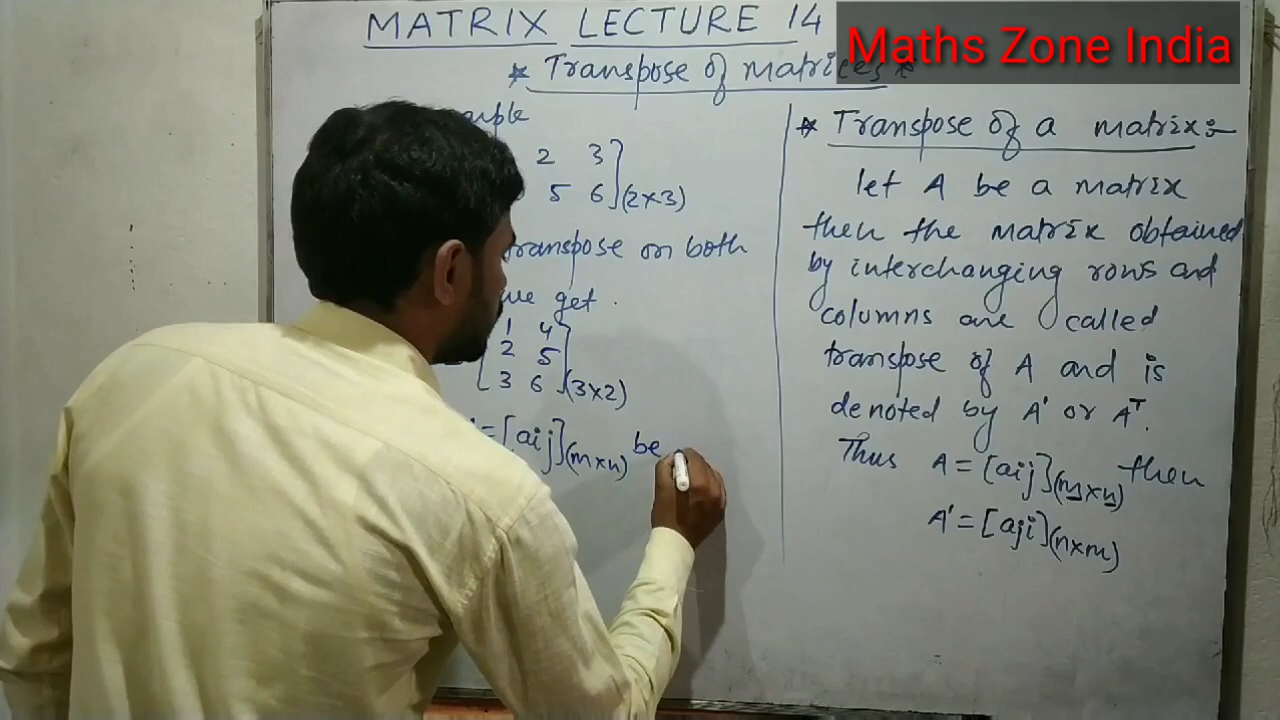 MATRIX LECTURE 14
Maths Zone India
* Transpose of matrices *
2 3
5 6 ] (2×3)
transpose on both
we get .
1 4
2 5
[ 3 6 ] (3×2)
= [aij](m×n) be
* Transpose of a matrix:-
let A be a matrix
then the matrix obtained
by interchanging rows and
columns are called
transpose of A and is
denoted by A' or Aᵀ.
Thus A = [aij](m×n) then
A' = [aji](n×m)